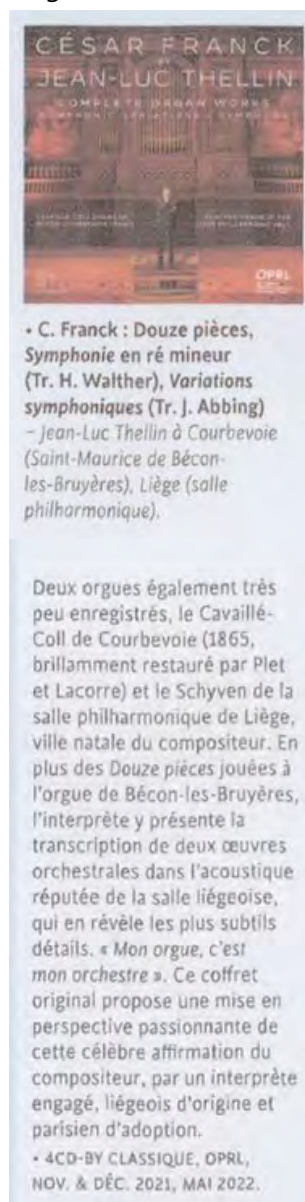 CÉSAR FRANCK
BY
JEAN-LUC THELLIN
COMPLETE ORGAN WORKS
SYMPHONIC VARIATIONS - SYMPHONY
OPRL
• C. Franck : Douze pièces,
Symphonie en ré mineur
(Tr. H. Walther), Variations
symphoniques (Tr. J. Abbing)
– Jean-Luc Thellin à Courbevoie
(Saint-Maurice de Bécon-
les-Bruyères), Liège (salle
philharmonique).
Deux orgues également très
peu enregistrés, le Cavaillé-
Coll de Courbevoie (1865,
brillamment restauré par Plet
et Lacorre) et le Schyven de la
salle philharmonique de Liège,
ville natale du compositeur. En
plus des Douze pièces jouées à
l'orgue de Bécon-les-Bruyères,
l'interprète y présente la
transcription de deux œuvres
orchestrales dans l'acoustique
réputée de la salle liégeoise,
qui en révèle les plus subtils
détails. « Mon orgue, c'est
mon orchestre ». Ce coffret
original propose une mise en
perspective passionnante de
cette célèbre affirmation du
compositeur, par un interprète
engagé, liégeois d'origine et
parisien d'adoption.
• 4CD-BY CLASSIQUE, OPRL,
NOV. & DÉC. 2021, MAI 2022.